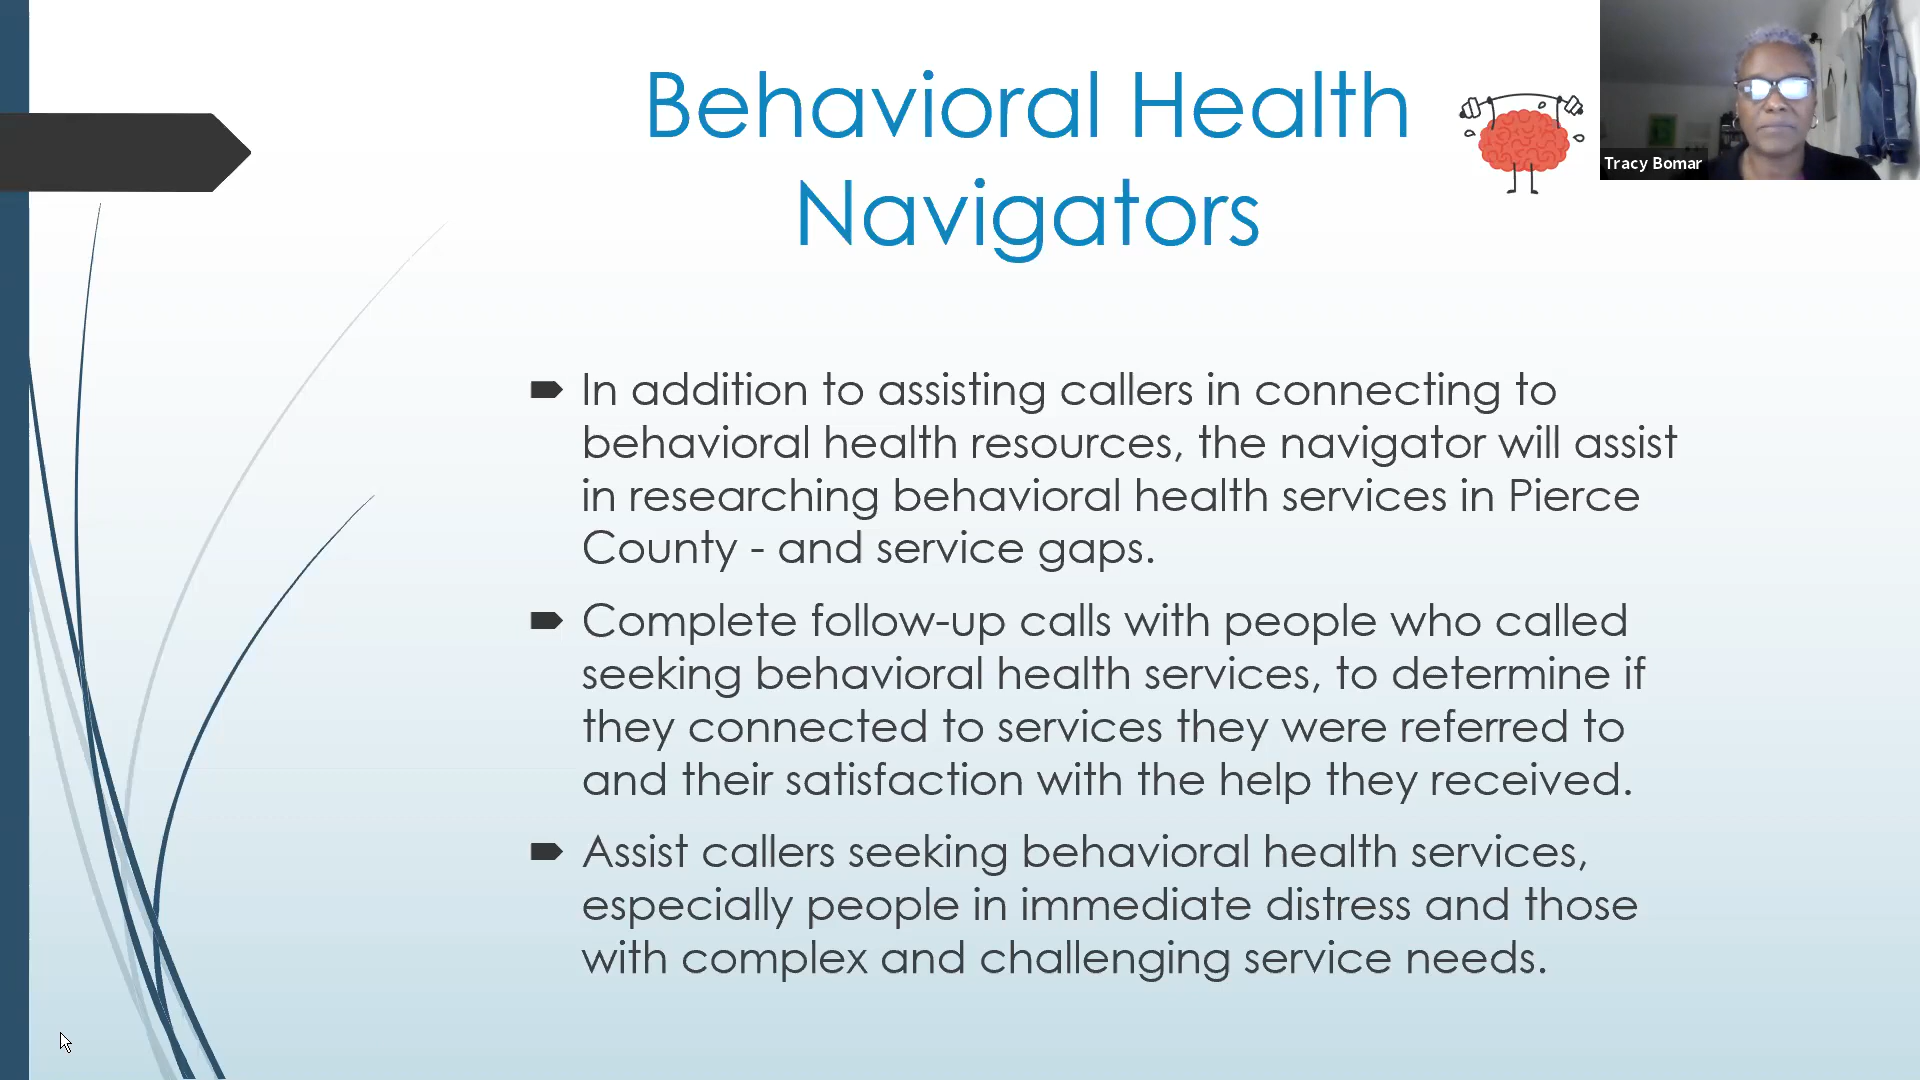 Behavioral Health
Navigators
Tracy Bomar
In addition to assisting callers in connecting to
behavioral health resources, the navigator will assist
in researching behavioral health services in Pierce
County - and service gaps.
Complete follow-up calls with people who called
seeking behavioral health services, to determine if
they connected to services they were referred to
and their satisfaction with the help they received.
Assist callers seeking behavioral health services,
especially people in immediate distress and those
with complex and challenging service needs.